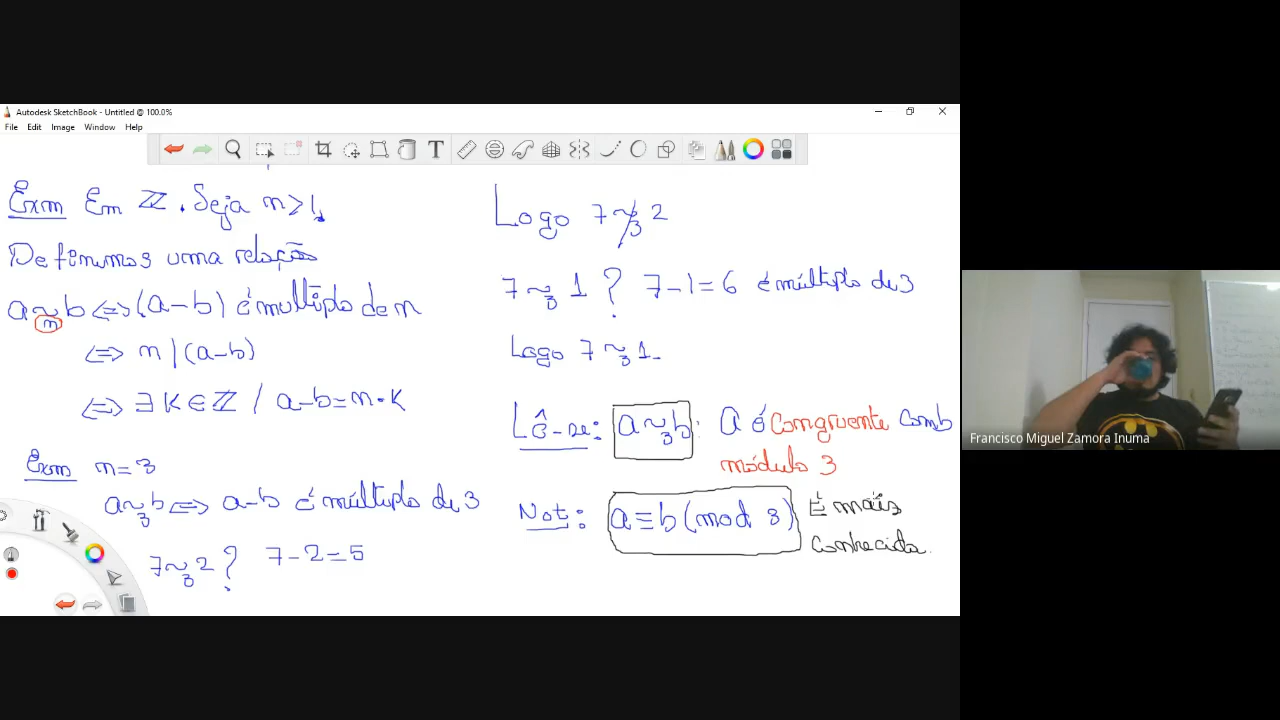 Autodesk SketchBook - Untitled @ 100.0%
File Edit Image Window Help
Exm Em ℤ. Seja n>1,
Definimos uma relação
a ~n b ⇔ (a-b) é múltiplo de n
⇔ n|(a-b)
⇔ ∃ K ∈ ℤ / a-b=n·K
Exm n=3
a ~3 b ⇔ a-b é múltiplo de 3
7 ~3 2 ? 7-2=5
Logo 7 ≁3 2
7 ~3 1 ? 7-1=6 é múltiplo de 3
Logo 7 ~3 1
Lê-se: a ~3 b : A é Congruente com b
módulo 3
Not: a ≡ b (mod 3) É mais
conhecida.
Francisco Miguel Zamora Inuma